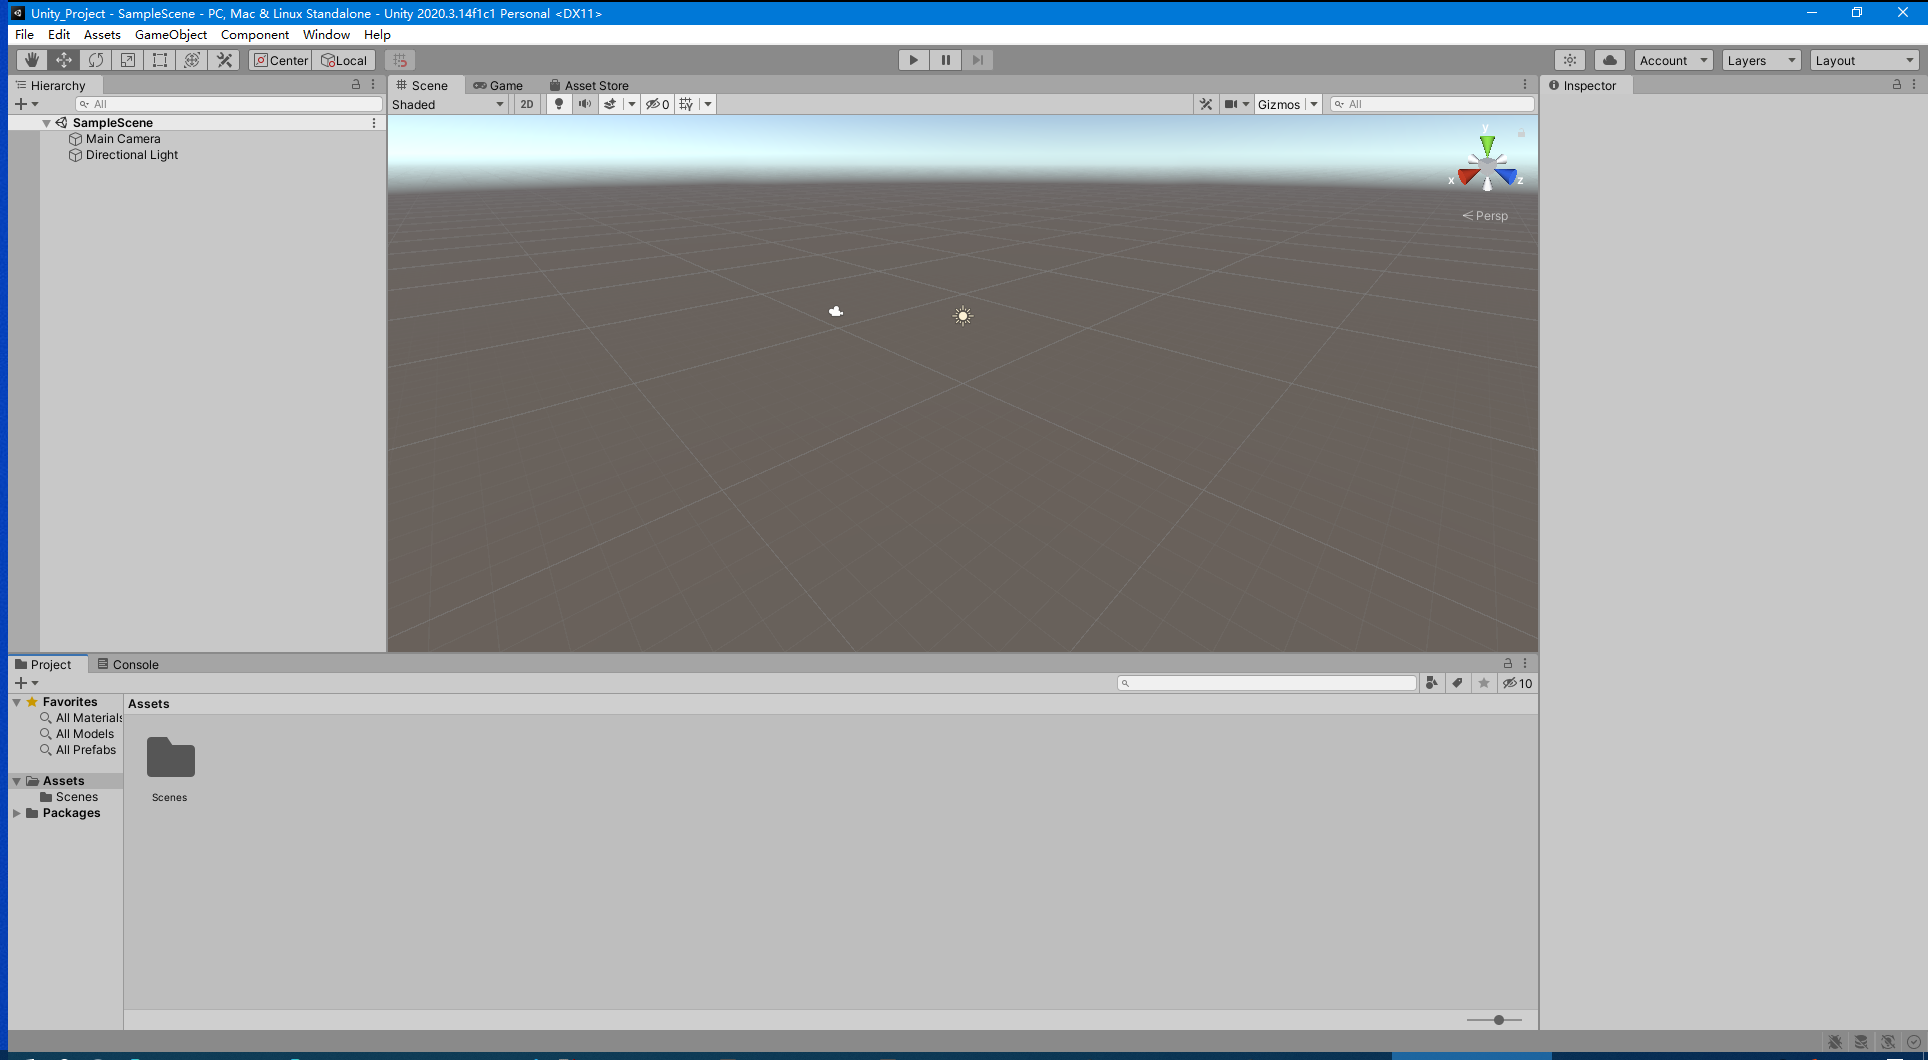 Unity_Project - SampleScene - PC, Mac & Linux Standalone - Unity 2020.3.14f1c1 Personal <DX11>
File Edit Assets GameObject Component Window Help
Center Local Account Layers Layout
Hierarchy
All
SampleScene
Main Camera
Directional Light
Scene Game Asset Store
Shaded 2D 0 Gizmos All
y
x z
Persp
Inspector
Project Console
10
Favorites
All Materials
All Models
All Prefabs
Assets
Scenes
Packages
Assets
Scenes